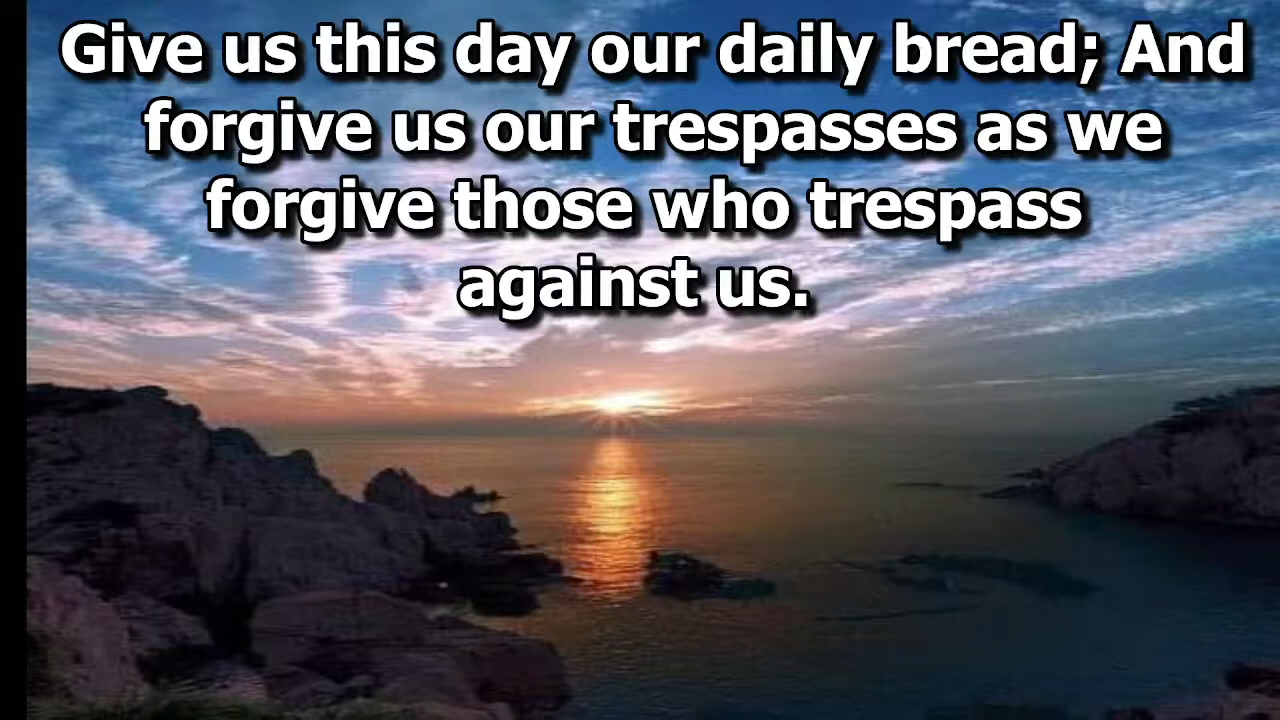 Give us this day our daily bread; And
forgive us our trespasses as we
forgive those who trespass
against us.